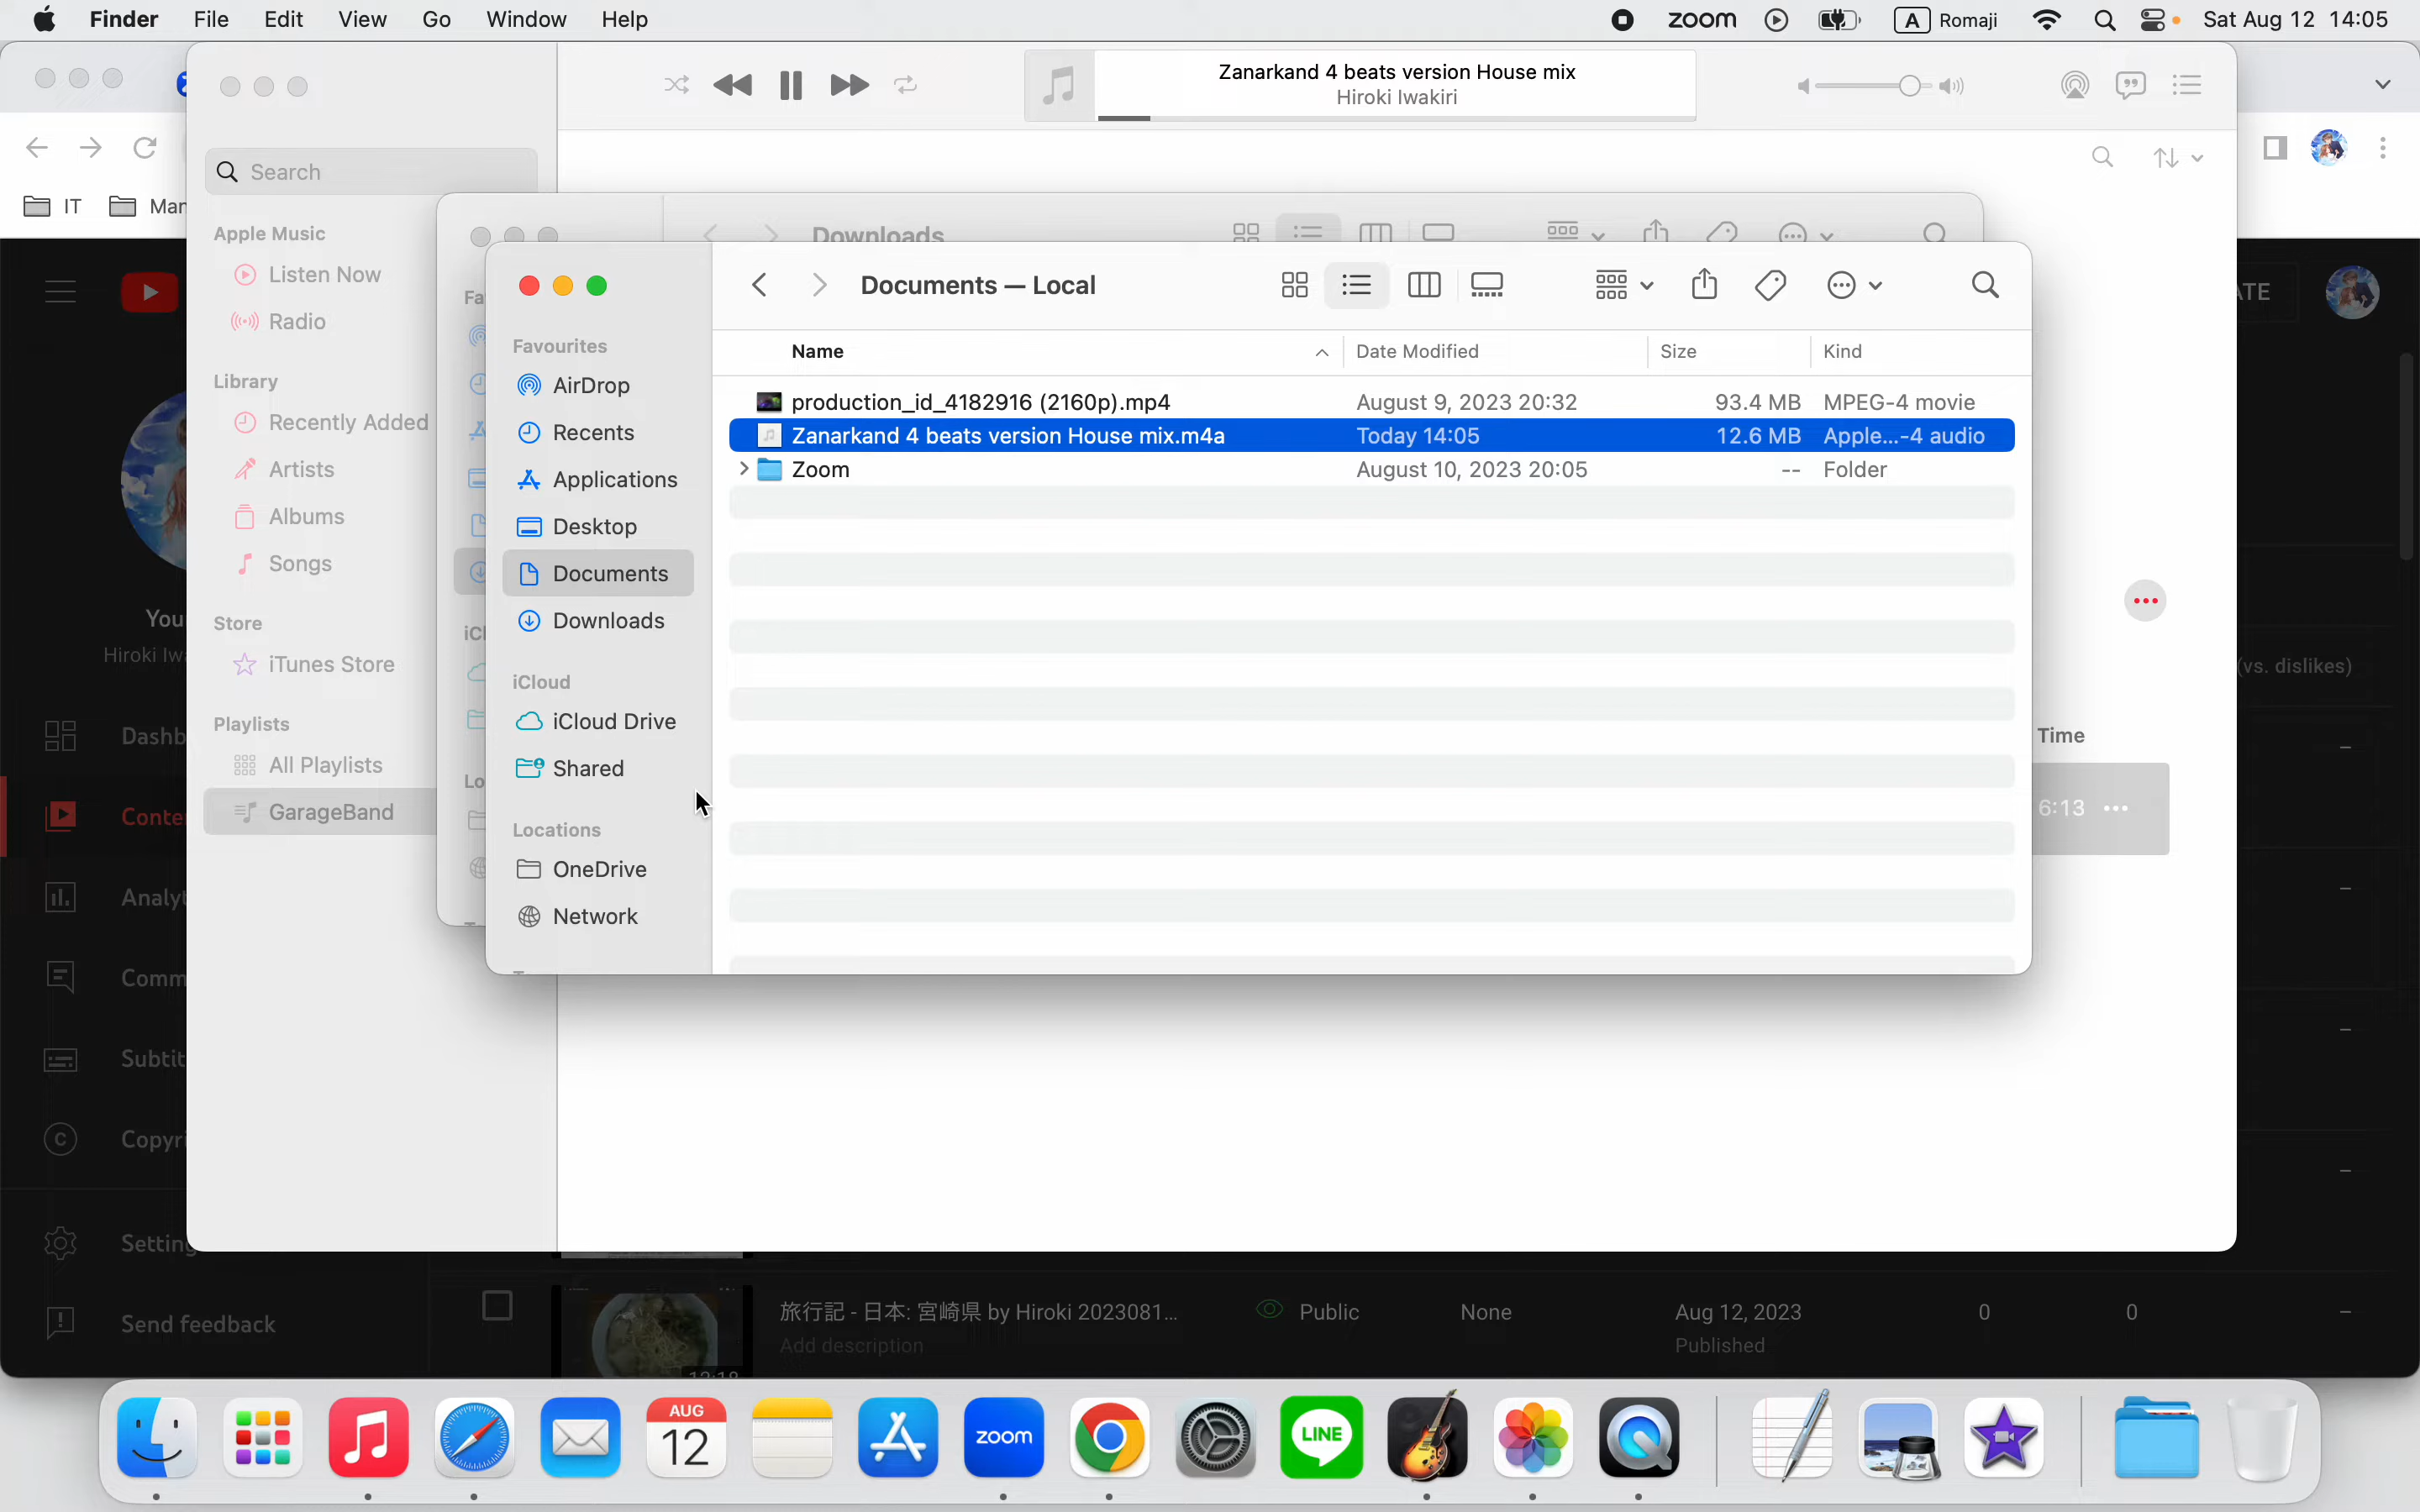 Finder File Edit View Go Window Help
zoom A Romaji Sat Aug 12 14:05
Zanarkand 4 beats version House mix
Hiroki Iwakiri
IT
Search
Apple Music
Listen Now
Radio
Library
Recently Added
Artists
Albums
Songs
Store
iTunes Store
Playlists
All Playlists
GarageBand
Downloads
Documents — Local
Favourites
AirDrop
Recents
Applications
Desktop
Documents
Downloads
iCloud
iCloud Drive
Shared
Locations
OneDrive
Network
Name Date Modified Size Kind
production_id_4182916 (2160p).mp4 August 9, 2023 20:32 93.4 MB MPEG-4 movie
Zanarkand 4 beats version House mix.m4a Today 14:05 12.6 MB Apple...-4 audio
Zoom August 10, 2023 20:05 -- Folder
Time
6:13
(vs. dislikes)
You
Hiroki Iw
Dashb
Conte
Analyt
Comm
Subtit
Copyri
Setting
Send feedback
旅行記 - 日本: 宮崎県 by Hiroki 2023081... Public None Aug 12, 2023 0 0 –
Add description Published
AUG
12
zoom
LINE